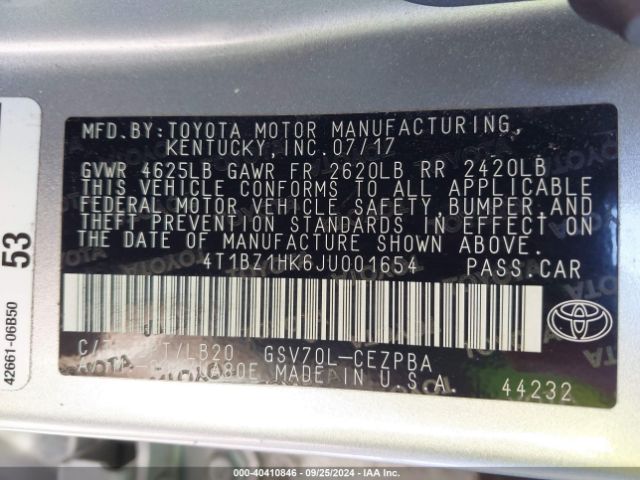 MFD.BY:TOYOTA MOTOR MANUFACTURING,
KENTUCKY,INC.07/17
GVWR 4625LB GAWR FR 2620LB RR 2420LB
THIS VEHICLE CONFORMS TO ALL APPLICABLE
FEDERAL MOTOR VEHICLE SAFETY,BUMPER,AND
THEFT PREVENTION STANDARDS IN EFFECT ON
THE DATE OF MANUFACTURE SHOWN ABOVE.
4T1BZ1HK6JU001654 PASS.CAR
/LB20 GSV70L-CEZPBA
A80E MADE IN U.S.A. 44232
53
42661-06B50
000-40410846 - 09/25/2024 - IAA Inc.